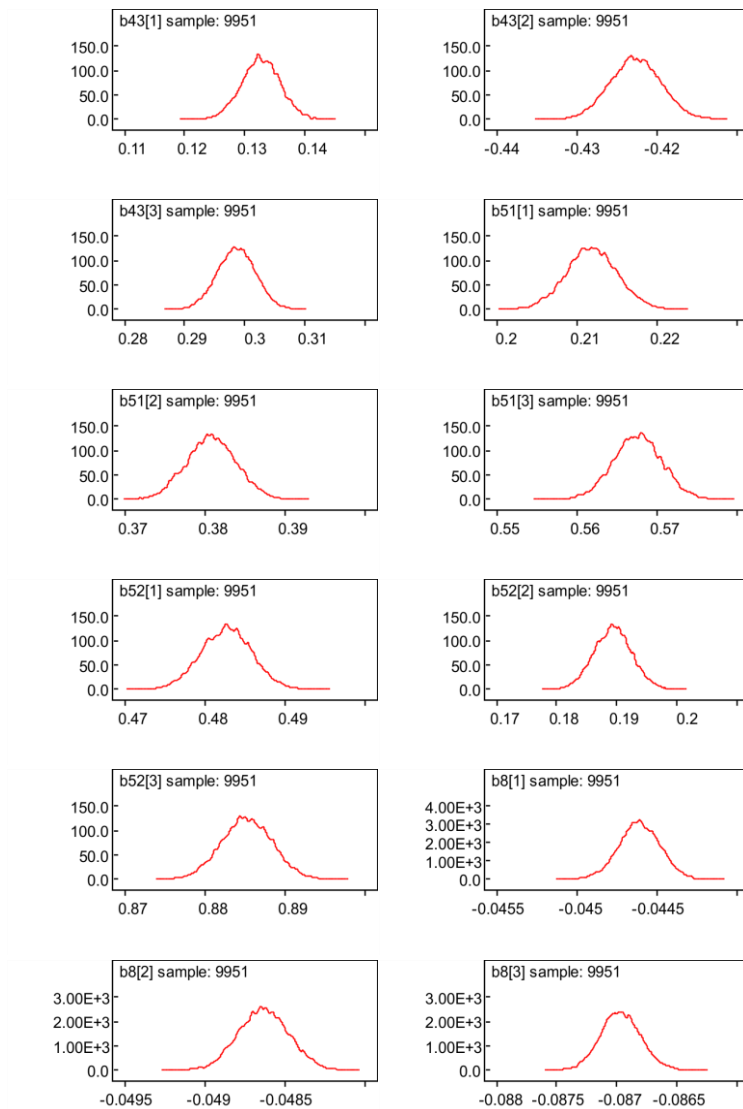 b43[1] sample: 9951
150.0
100.0
50.0
0.0
0.11 0.12 0.13 0.14
b43[2] sample: 9951
150.0
100.0
50.0
0.0
-0.44 -0.43 -0.42
b43[3] sample: 9951
150.0
100.0
50.0
0.0
0.28 0.29 0.3 0.31
b51[1] sample: 9951
150.0
100.0
50.0
0.0
0.2 0.21 0.22
b51[2] sample: 9951
150.0
100.0
50.0
0.0
0.37 0.38 0.39
b51[3] sample: 9951
150.0
100.0
50.0
0.0
0.55 0.56 0.57
b52[1] sample: 9951
150.0
100.0
50.0
0.0
0.47 0.48 0.49
b52[2] sample: 9951
150.0
100.0
50.0
0.0
0.17 0.18 0.19 0.2
b52[3] sample: 9951
150.0
100.0
50.0
0.0
0.87 0.88 0.89
b8[1] sample: 9951
4.00E+3
3.00E+3
2.00E+3
1.00E+3
0.0
-0.0455 -0.045 -0.0445
b8[2] sample: 9951
3.00E+3
2.00E+3
1.00E+3
0.0
-0.0495 -0.049 -0.0485
b8[3] sample: 9951
3.00E+3
2.00E+3
1.00E+3
0.0
-0.088 -0.0875 -0.087 -0.0865